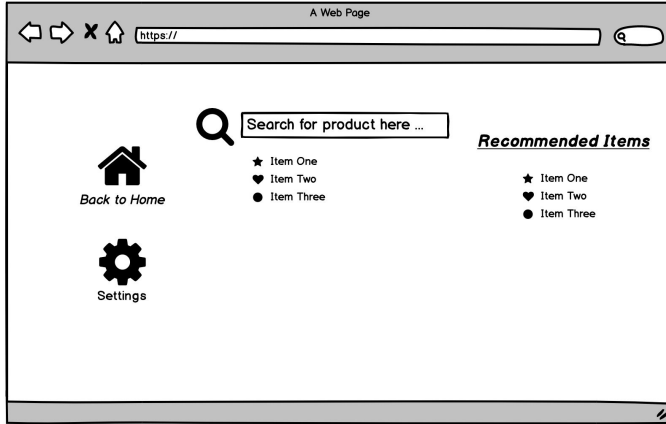 A Web Page
https://
Search for product here ...
Item One
Item Two
Item Three
Back to Home
Settings
Recommended Items
Item One
Item Two
Item Three